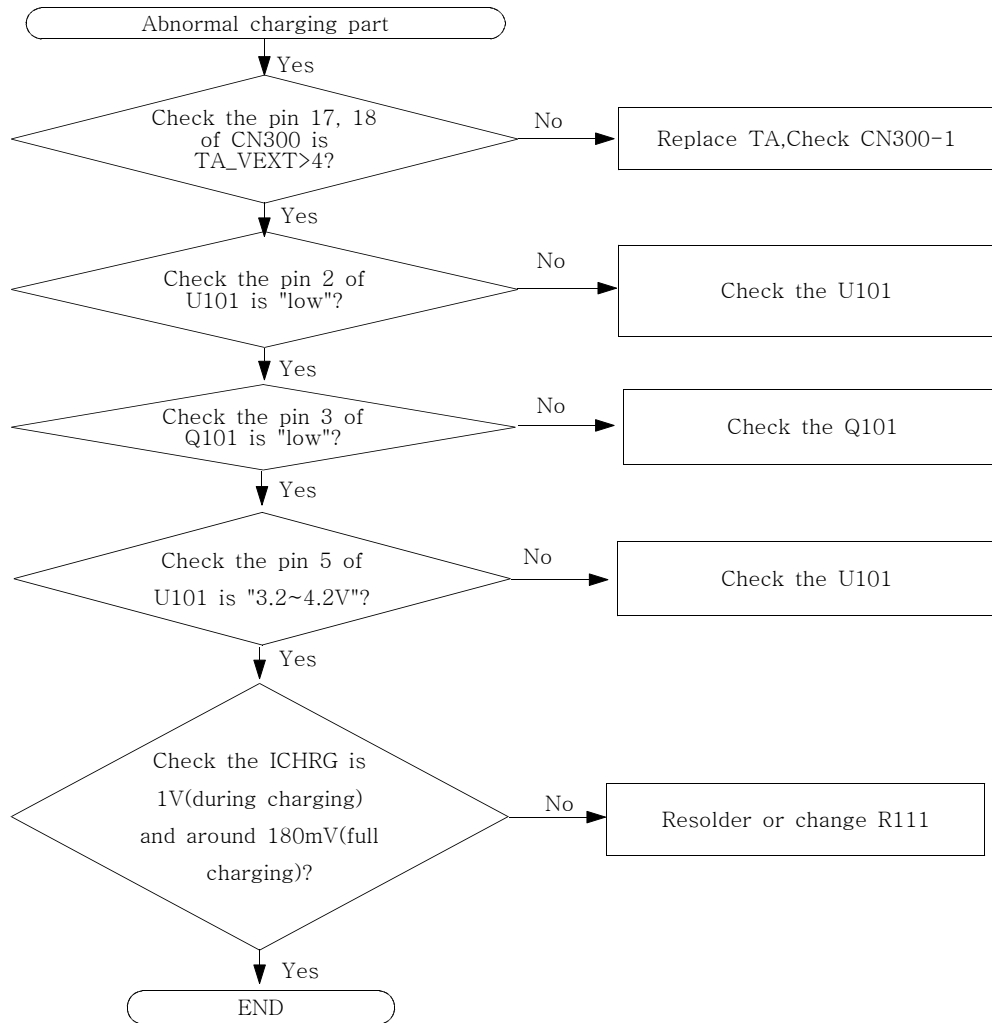 Abnormal charging part
Yes
Check the pin 17, 18
of CN300 is
TA_VEXT>4?
No
Replace TA,Check CN300-1
Yes
Check the pin 2 of
U101 is "low"?
No
Check the U101
Yes
Check the pin 3 of
Q101 is "low"?
No
Check the Q101
Yes
Check the pin 5 of
U101 is "3.2~4.2V"?
No
Check the U101
Yes
Check the ICHRG is
1V(during charging)
and around 180mV(full
charging)?
No
Resolder or change R111
Yes
END